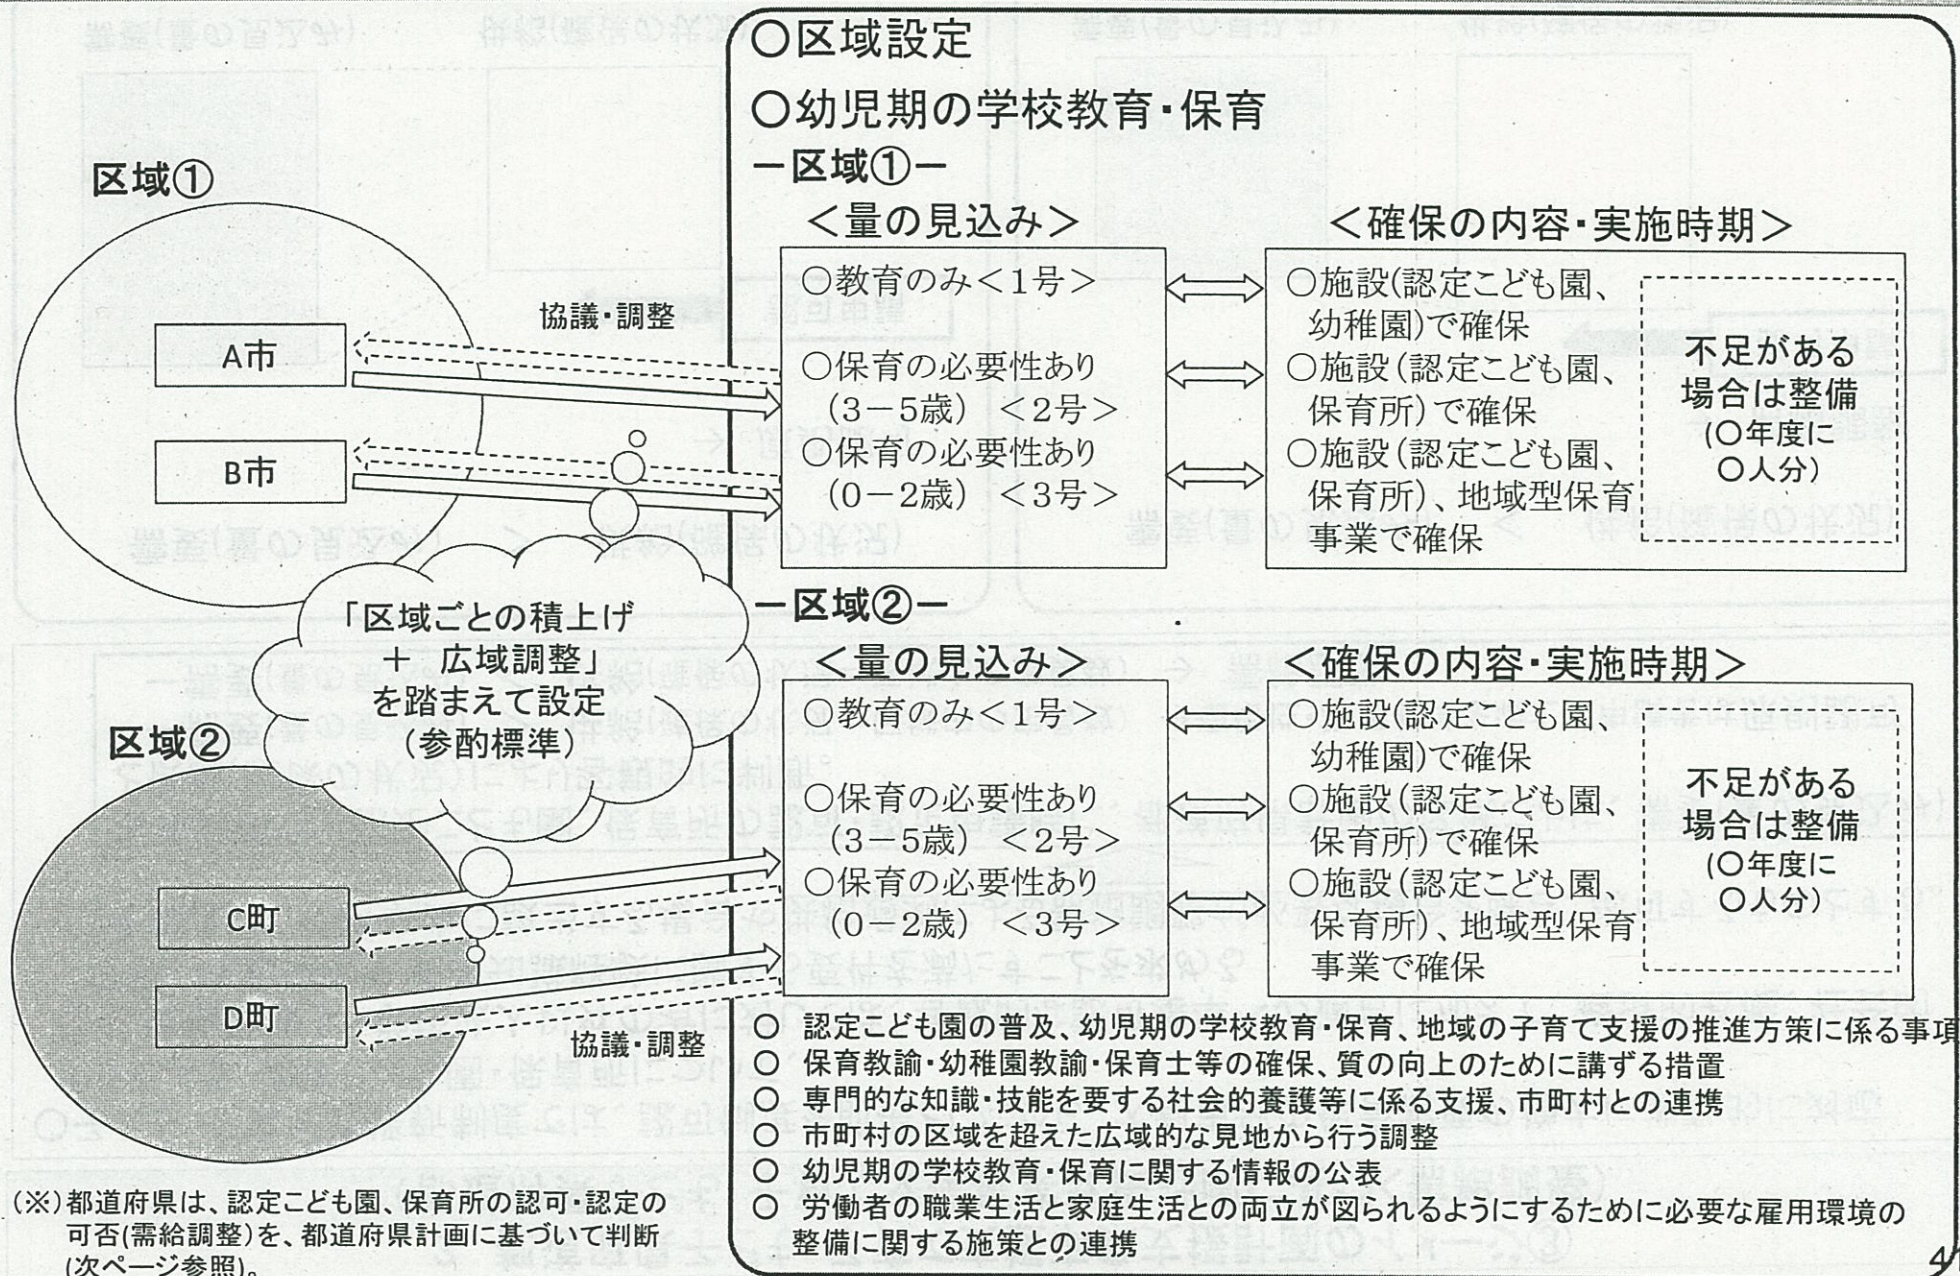 ○区域設定
○幼児期の学校教育・保育
区域①
A市
B市
協議・調整
「区域ごとの積上げ
+ 広域調整」
を踏まえて設定
(参酌標準)
区域②
C町
D町
協議・調整
－区域①－
＜量の見込み＞
○教育のみ＜1号＞
○保育の必要性あり
(3－5歳) ＜2号＞
○保育の必要性あり
(0－2歳) ＜3号＞
＜確保の内容・実施時期＞
○施設(認定こども園、
幼稚園)で確保
○施設(認定こども園、
保育所)で確保
○施設(認定こども園、
保育所)、地域型保育
事業で確保
不足がある
場合は整備
(○年度に
○人分)
－区域②－
＜量の見込み＞
○教育のみ＜1号＞
○保育の必要性あり
(3－5歳) ＜2号＞
○保育の必要性あり
(0－2歳) ＜3号＞
＜確保の内容・実施時期＞
○施設(認定こども園、
幼稚園)で確保
○施設(認定こども園、
保育所)で確保
○施設(認定こども園、
保育所)、地域型保育
事業で確保
不足がある
場合は整備
(○年度に
○人分)
○ 認定こども園の普及、幼児期の学校教育・保育、地域の子育て支援の推進方策に係る事項
○ 保育教諭・幼稚園教諭・保育士等の確保、質の向上のために講ずる措置
○ 専門的な知識・技能を要する社会的養護等に係る支援、市町村との連携
○ 市町村の区域を超えた広域的な見地から行う調整
○ 幼児期の学校教育・保育に関する情報の公表
○ 労働者の職業生活と家庭生活との両立が図られるようにするために必要な雇用環境の
整備に関する施策との連携
(※)都道府県は、認定こども園、保育所の認可・認定の
可否(需給調整)を、都道府県計画に基づいて判断
(次ページ参照)。